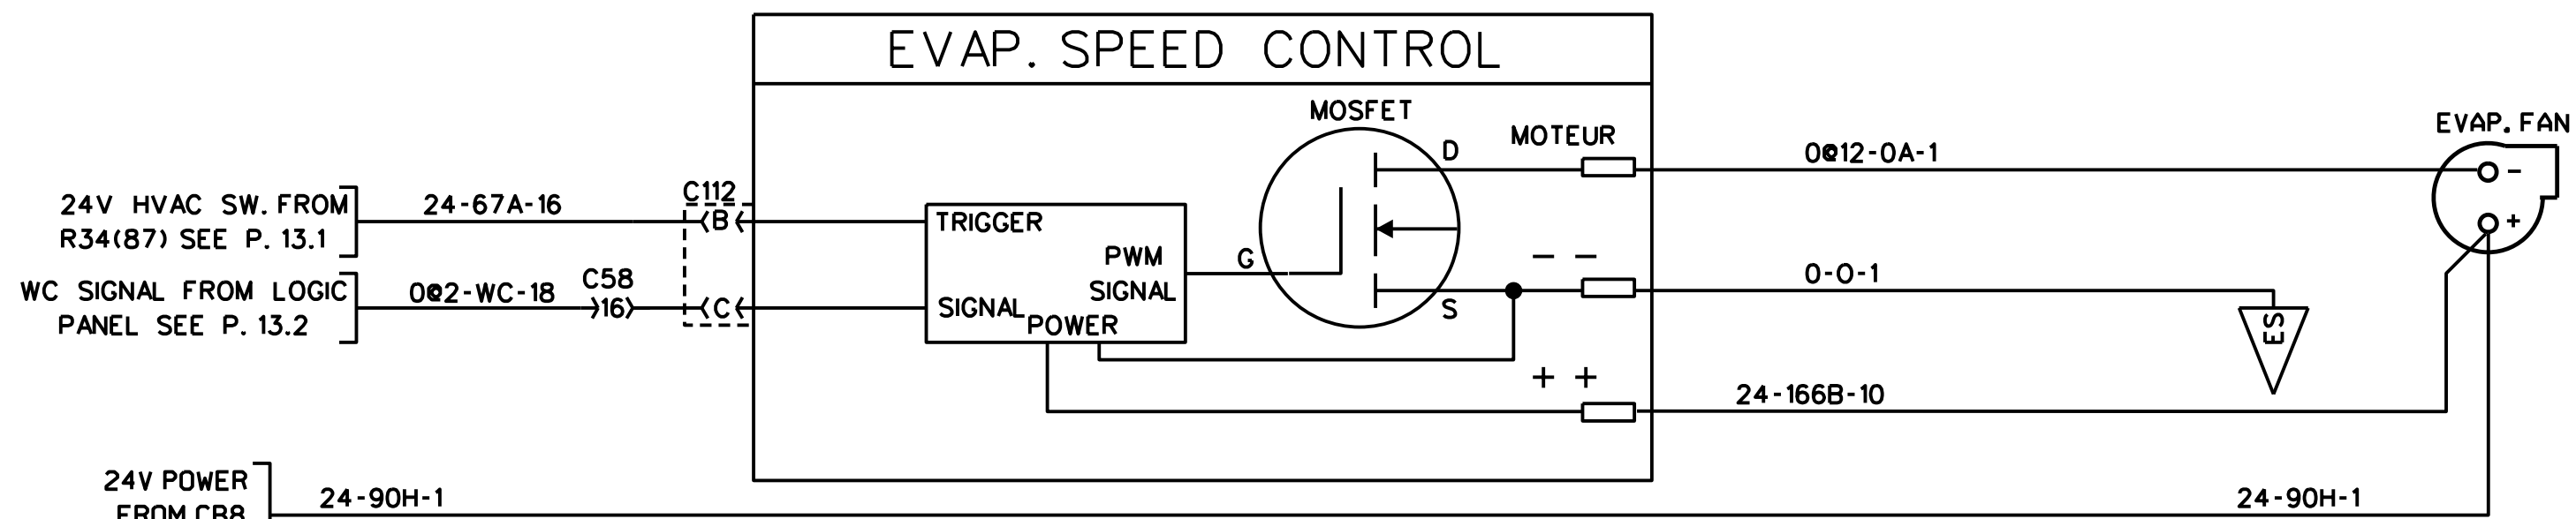 EVAP. SPEED CONTROL
MOSFET
EVAP. FAN
MOTEUR
D
0@12-0A-1
-
C112
24V HVAC SW. FROM
R34(87) SEE P. 13.1
24-67A-16
B
TRIGGER
+
PWM
SIGNAL
G
- -
0-0-1
C58
WC SIGNAL FROM LOGIC
PANEL SEE P. 13.2
0@2-WC-18
16
C
SIGNAL
POWER
S
ES
+ +
24-166B-10
24V POWER
FROM CB8
24-90H-1
24-90H-1